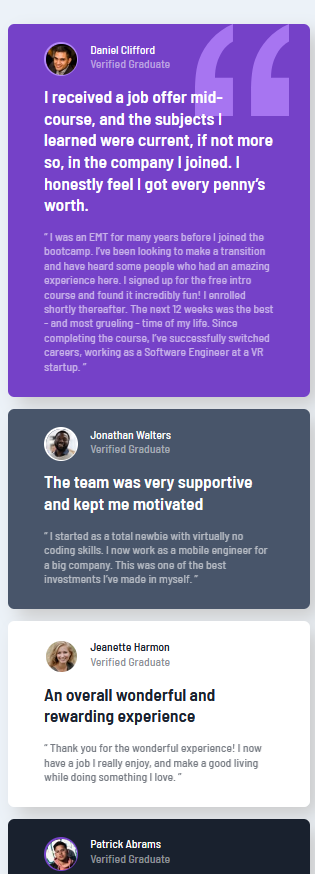 Daniel Clifford
Verified Graduate
I received a job offer mid-
course, and the subjects I
learned were current, if not more
so, in the company I joined. I
honestly feel I got every penny’s
worth.
“ I was an EMT for many years before I joined the
bootcamp. I’ve been looking to make a transition
and have heard some people who had an amazing
experience here. I signed up for the free intro
course and found it incredibly fun! I enrolled
shortly thereafter. The next 12 weeks was the best
- and most grueling - time of my life. Since
completing the course, I’ve successfully switched
careers, working as a Software Engineer at a VR
startup. ”
Jonathan Walters
Verified Graduate
The team was very supportive
and kept me motivated
“ I started as a total newbie with virtually no
coding skills. I now work as a mobile engineer for
a big company. This was one of the best
investments I’ve made in myself. ”
Jeanette Harmon
Verified Graduate
An overall wonderful and
rewarding experience
“ Thank you for the wonderful experience! I now
have a job I really enjoy, and make a good living
while doing something I love. ”
Patrick Abrams
Verified Graduate